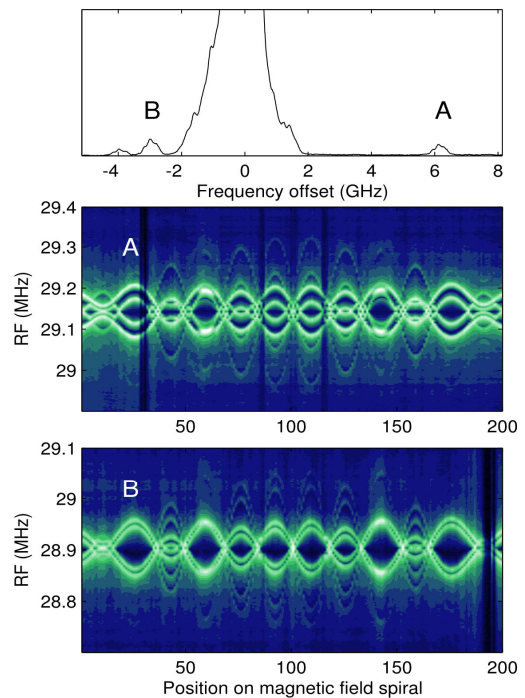 B
A
-4 -2 0 2 4 6 8
Frequency offset (GHz)
29.4
A
29.3
29.2
29.1
29
RF (MHz)
50 100 150 200
29.1
B
29
28.9
28.8
RF (MHz)
50 100 150 200
Position on magnetic field spiral